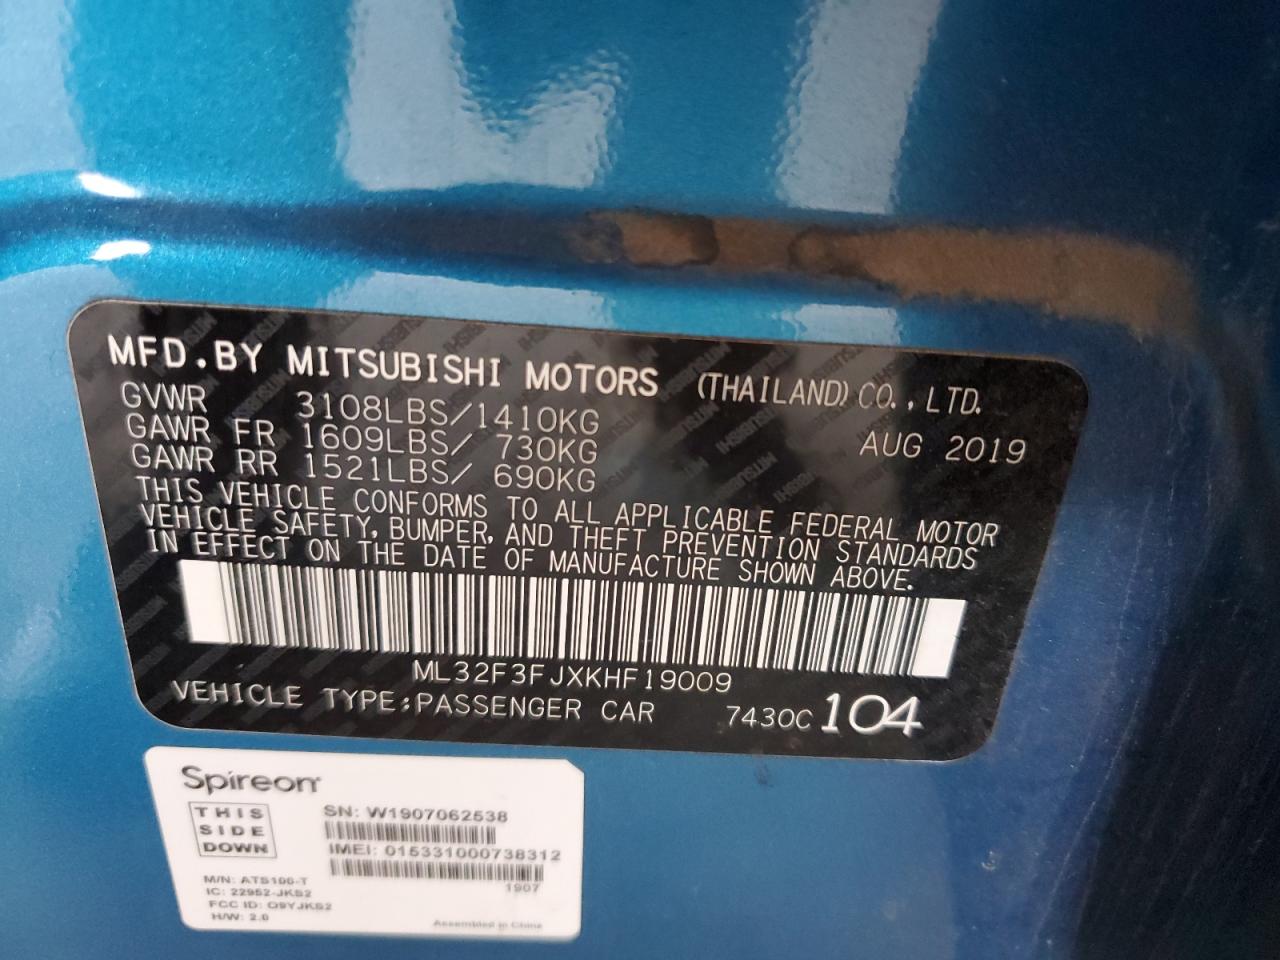 MFD.BY MITSUBISHI MOTORS (THAILAND) CO.,LTD.
GVWR 3108LBS/1410KG
AUG 2019
GAWR FR 1609LBS/ 730KG
GAWR RR 1521LBS/ 690KG
THIS VEHICLE CONFORMS TO ALL APPLICABLE FEDERAL MOTOR
VEHICLE SAFETY, BUMPER, AND THEFT PREVENTION STANDARDS
IN EFFECT ON THE DATE OF MANUFACTURE SHOWN ABOVE.
ML32F3FJXKHF19009
VEHICLE TYPE:PASSENGER CAR 7430C 104
Spireon
THIS
SIDE
DOWN
SN: W1907062538
IMEI: 015331000738312
1907
M/N: ATS100-T
IC: 22952-JKS2
FCC ID: O9YJKS2
H/W: 2.0
Assembled in China